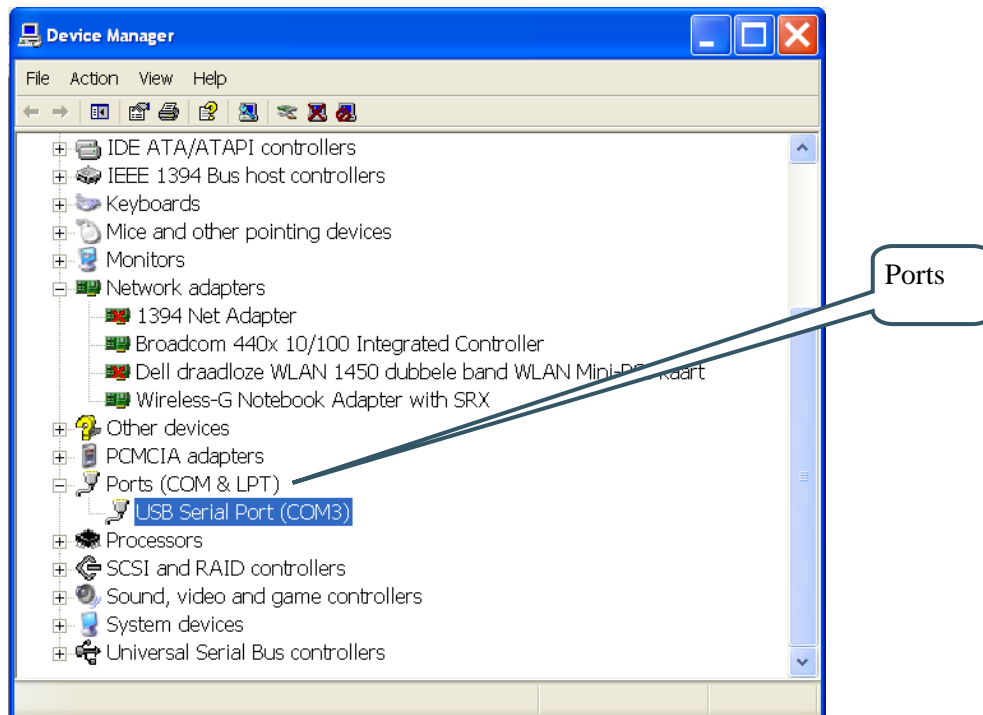 Device Manager
File Action View Help
IDE ATA/ATAPI controllers
IEEE 1394 Bus host controllers
Keyboards
Mice and other pointing devices
Monitors
Network adapters
1394 Net Adapter
Broadcom 440x 10/100 Integrated Controller
Dell draadloze WLAN 1450 dubbele band WLAN Mini-PCI kaart
Wireless-G Notebook Adapter with SRX
Other devices
PCMCIA adapters
Ports (COM & LPT)
USB Serial Port (COM3)
Processors
SCSI and RAID controllers
Sound, video and game controllers
System devices
Universal Serial Bus controllers
Ports